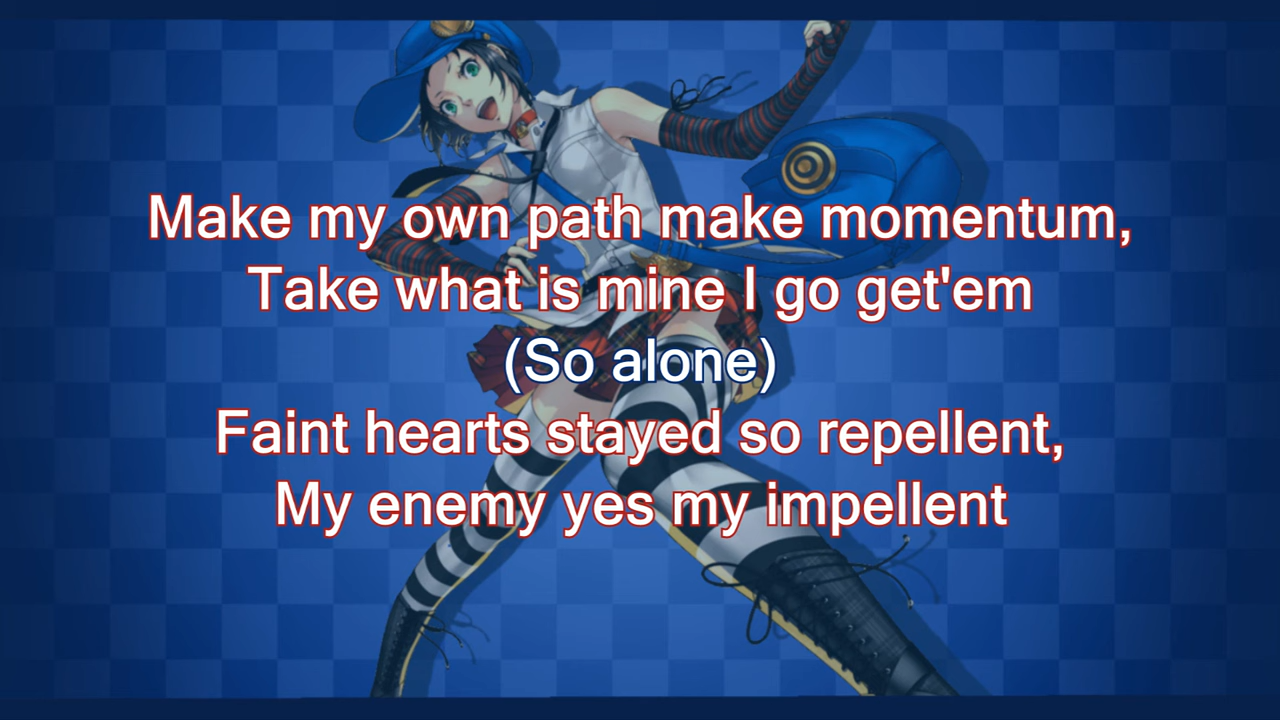 Make my own path make momentum,
Take what is mine I go get'em
(So alone)
Faint hearts stayed so repellent,
My enemy yes my impellent